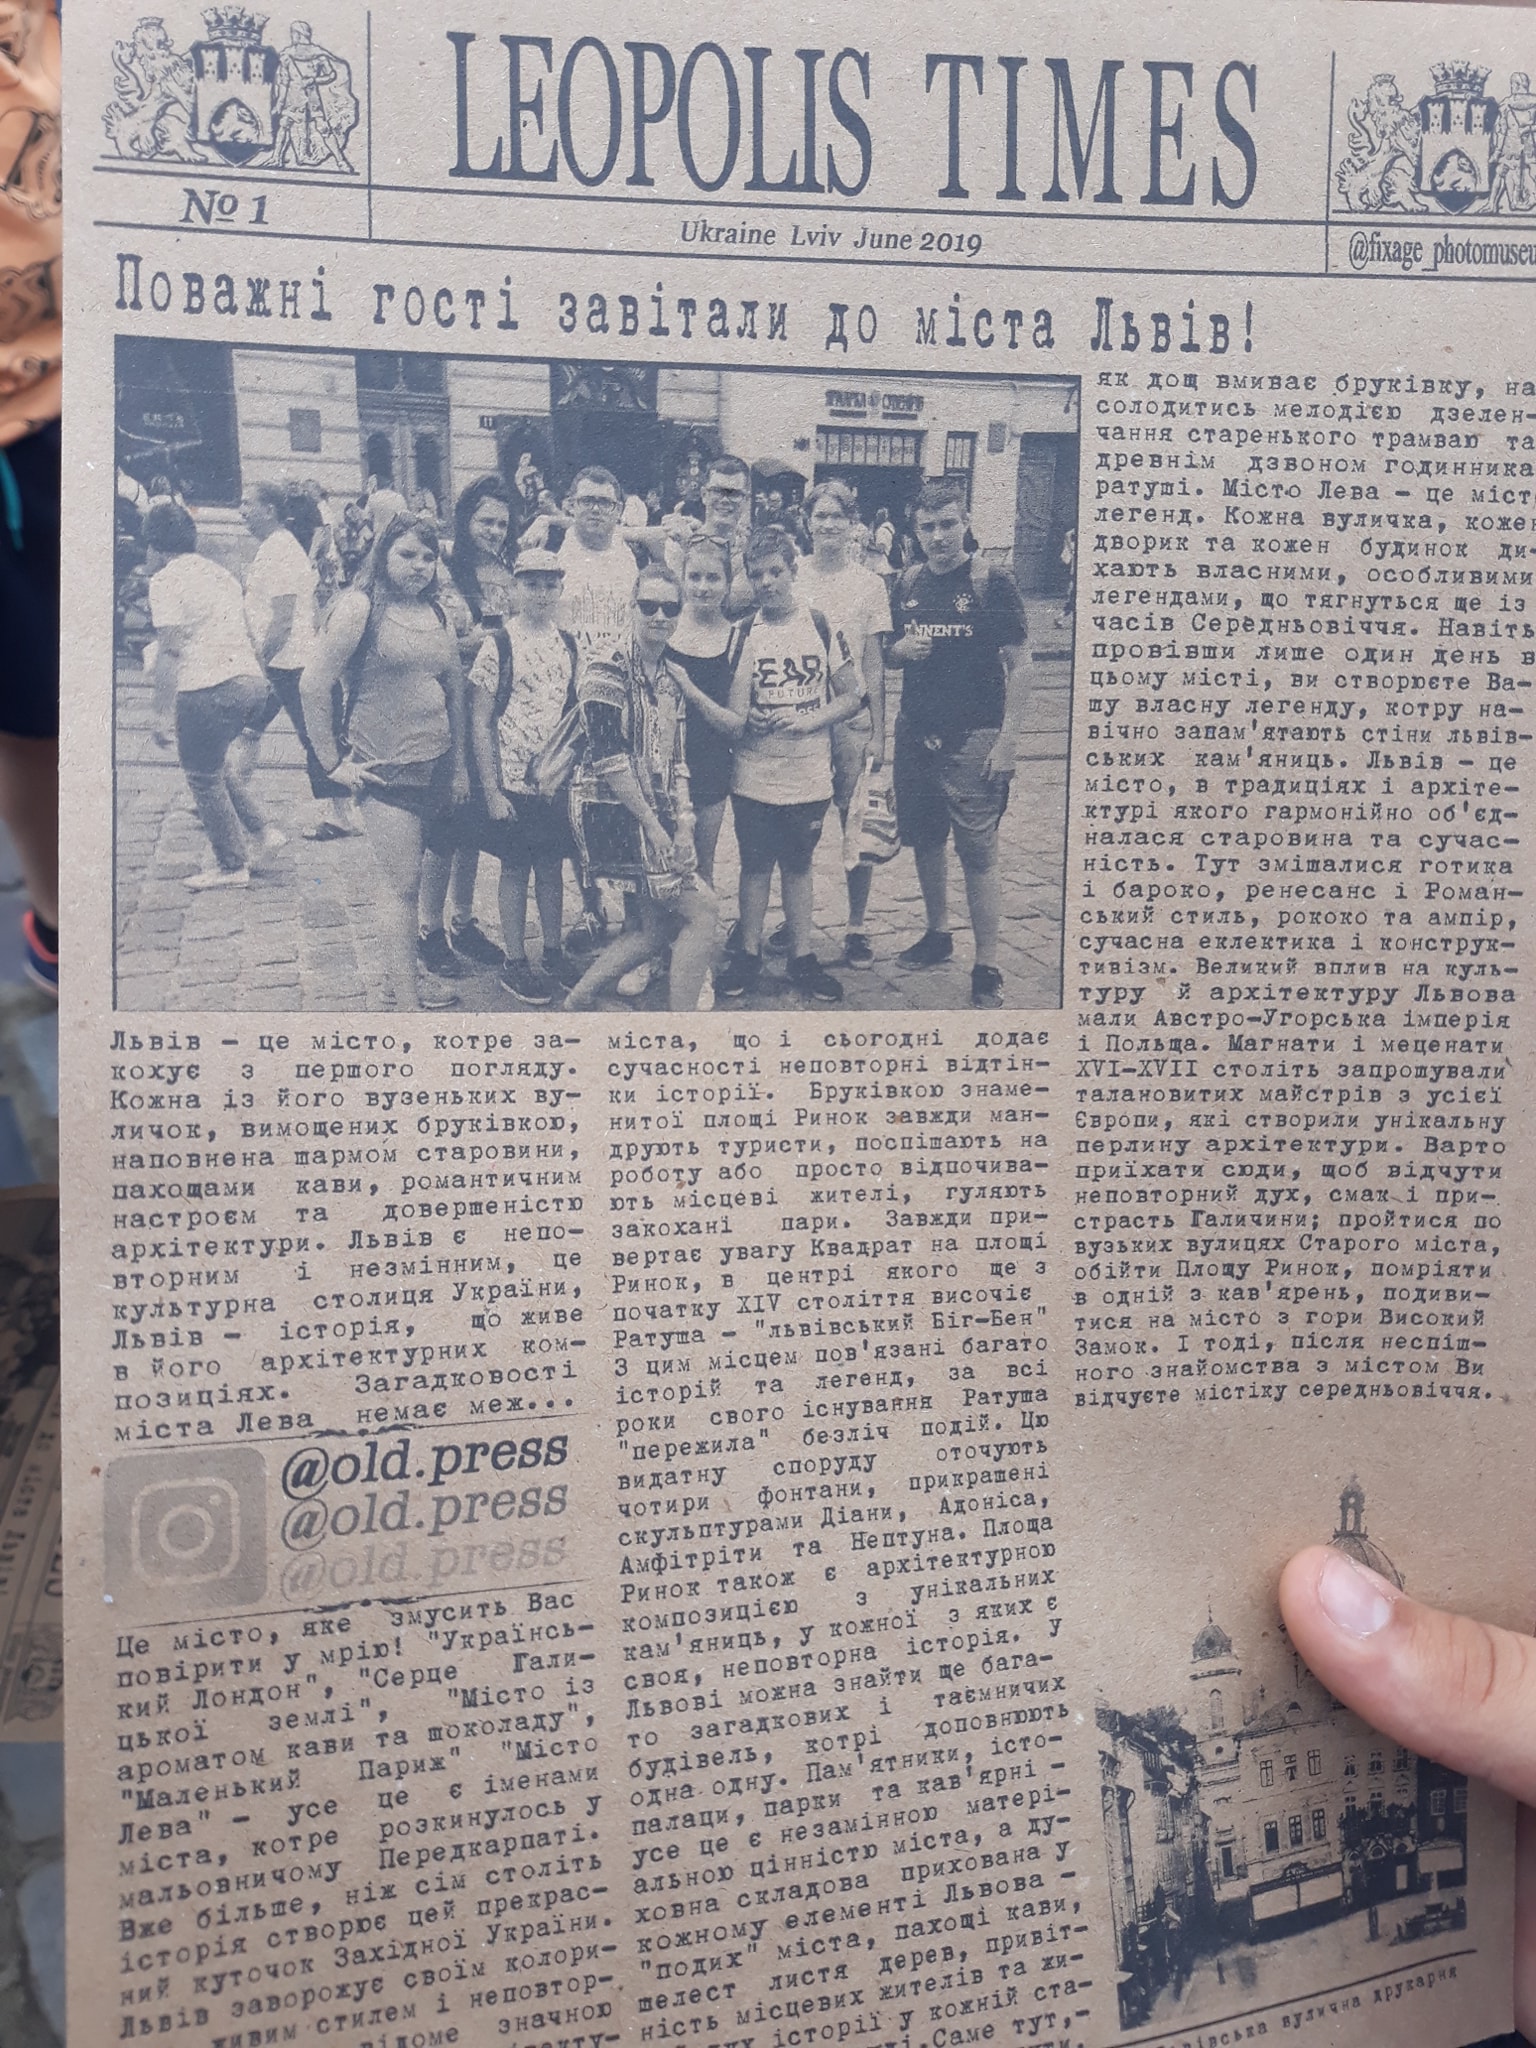 LEOPOLIS TIMES
№ 1
Ukraine Lviv June 2019
@fixage_photomuseu
Поважні гості завітали до міста Львів!
Львів - це місто, котре за-
кохує з першого погляду.
Кожна із його вузеньких ву-
личок, вимощених бруківкою,
наповнена шармом старовини,
пахощами кави, романтичним
настроєм та довершеністю
архітектури. Львів є непо-
вторним і незмінним, це
культурна столиця України,
Львів - історія, що живе
в його архітектурних ком-
позиціях. Загадковості
міста Лева немає меж...
@old.press
@old.press
@old.press
Це місто, яке змусить Вас
повірити у мрію! "Українсь-
кий Лондон", "Серце Гали-
цької землі", "Місто із
ароматом кави та шоколаду",
"Маленький Париж" "Місто
Лева" - усе це є іменами
міста, котре розкинулось у
мальовничому Передкарпаті.
Вже більше, ніж сім століть
історія створює цей прекрас-
ний куточок Західної України.
Львів заворожує своїм колори-
живим стилем і неповтор-
відоме значною
міста, що і сьогодні додає
сучасності неповторні відтін-
ки історії. Бруківкою знаме-
нитої площі Ринок завжди ман-
друють туристи, поспішають на
роботу або просто відпочива-
ють місцеві жителі, гуляють
закохані пари. Завжди при-
вертає увагу Квадрат на площі
Ринок, в центрі якого ще з
початку XIV століття височіє
Ратуша - "львівський Біг-Бен"
З цим місцем пов'язані багато
історій та легенд, за всі
роки свого існування Ратуша
"пережила" безліч подій. Цю
видатну споруду оточують
чотири фонтани, прикрашені
скульптурами Діани, Адоніса,
Амфітріти та Нептуна. Площа
Ринок також є архітектурною
композицією з унікальних
кам'яниць, у кожної з яких є
своя, неповторна історія. У
Львові можна знайти ще бага-
то загадкових і таємничих
будівель, котрі доповнюють
одна одну. Пам'ятники, істо-
палаци, парки та кав'ярні -
усе це є незамінною матері-
альною цінністю міста, а ду-
ховна складова прихована у
кожному елементі Львова -
"подих" міста, пахощі кави,
шелест листя дерев, привіт-
ність місцевих жителів та жи-
історії у кожній ста-
Саме тут,-
як дощ вмиває бруківку, на
солодитись мелодією дзелен-
чання старенького трамваю та
древнім дзвоном годинника
ратуші. Місто Лева - це міст
легенд. Кожна вуличка, кожен
дворик та кожен будинок ди-
хають власними, особливими
легендами, що тягнуться ще із
часів Середньовіччя. Навіть
провівши лише один день в
цьому місті, ви створюєте Ва-
шу власну легенду, котру на-
вічно запам'ятають стіни львів-
ських кам'яниць. Львів - це
місто, в традиціях і архіте-
ктурі якого гармонійно об'єд-
налася старовина та сучас-
ність. Тут змішалися готика
і бароко, ренесанс і Роман-
ський стиль, рококо та ампір,
сучасна еклектика і конструк-
тивізм. Великий вплив на куль-
туру й архітектуру Львова
мали Австро-Угорська імперія
і Польща. Магнати і меценати
XVI-XVII століть запрошували
талановитих майстрів з усієї
Європи, які створили унікальну
перлину архітектури. Варто
приїхати сюди, щоб відчути
неповторний дух, смак і при-
страсть Галичини; пройтися по
вузьких вулицях Старого міста,
обійти Площу Ринок, помріяти
в одній з кав'ярень, подиви-
тися на місто з гори Високий
Замок. І тоді, після неспіш-
ного знайомства з містом Ви
відчуєте містіку середньовіччя.
вулична друкарня